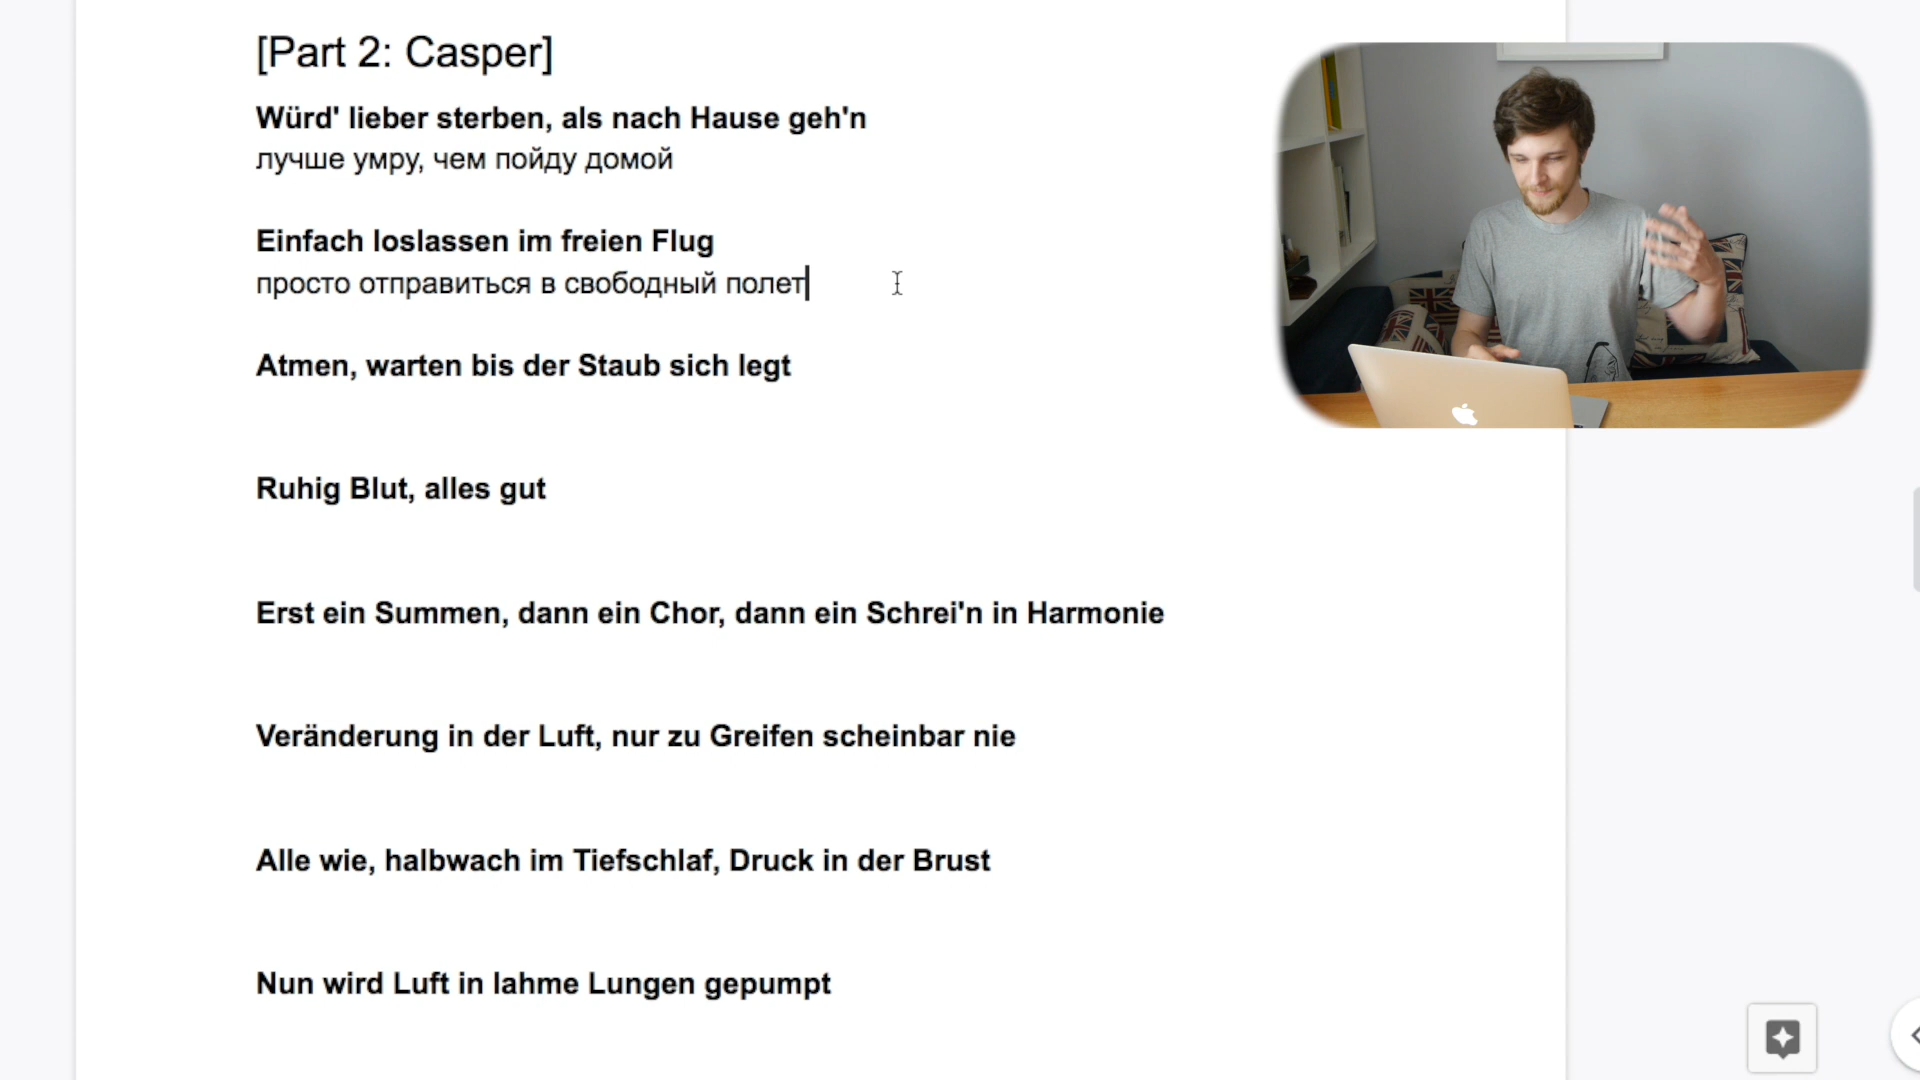 [Part 2: Casper]
Würd' lieber sterben, als nach Hause geh'n
лучше умру, чем пойду домой
Einfach loslassen im freien Flug
просто отправиться в свободный полет
Atmen, warten bis der Staub sich legt
Ruhig Blut, alles gut
Erst ein Summen, dann ein Chor, dann ein Schrei'n in Harmonie
Veränderung in der Luft, nur zu Greifen scheinbar nie
Alle wie, halbwach im Tiefschlaf, Druck in der Brust
Nun wird Luft in lahme Lungen gepumpt